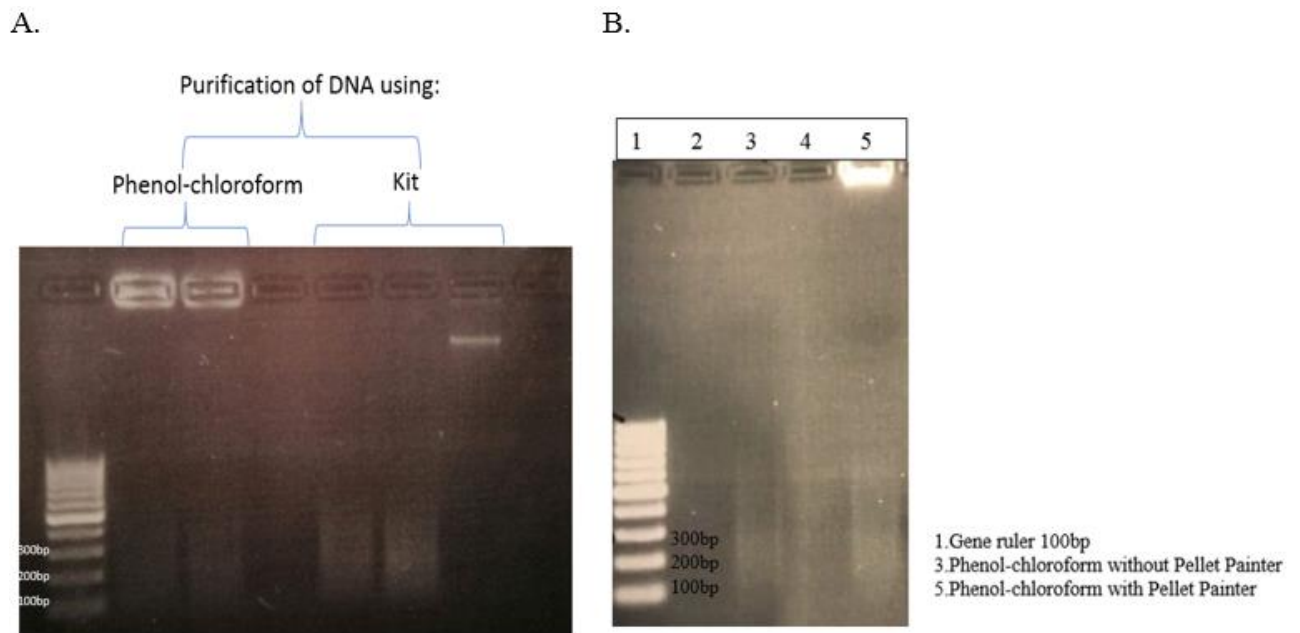 A.
Purification of DNA using:
Phenol-chloroform
Kit
300bp
200bp
100bp
B.
1 2 3 4 5
300bp
200bp
100bp
1.Gene ruler 100bp
3.Phenol-chloroform without Pellet Painter
5.Phenol-chloroform with Pellet Painter